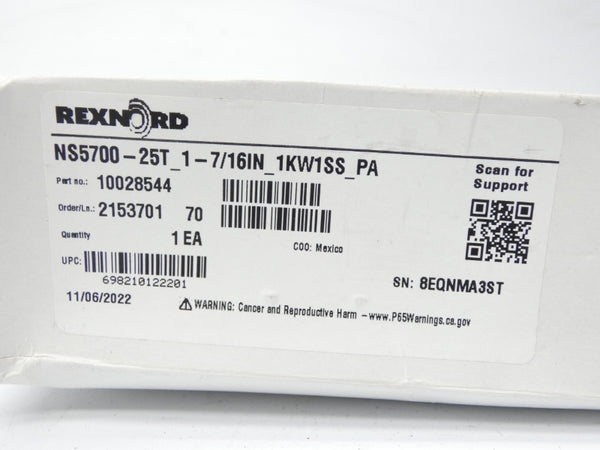 REXNORD
NS5700-25T_1-7/16IN_1KW1SS_PA
Part no.: 10028544
Order/Ln.: 2153701 70
Quantity 1 EA
COO: Mexico
UPC:
698210122201
11/06/2022
WARNING: Cancer and Reproductive Harm -www.P65Warnings.ca.gov
Scan for
Support
SN: 8EQNMA3ST